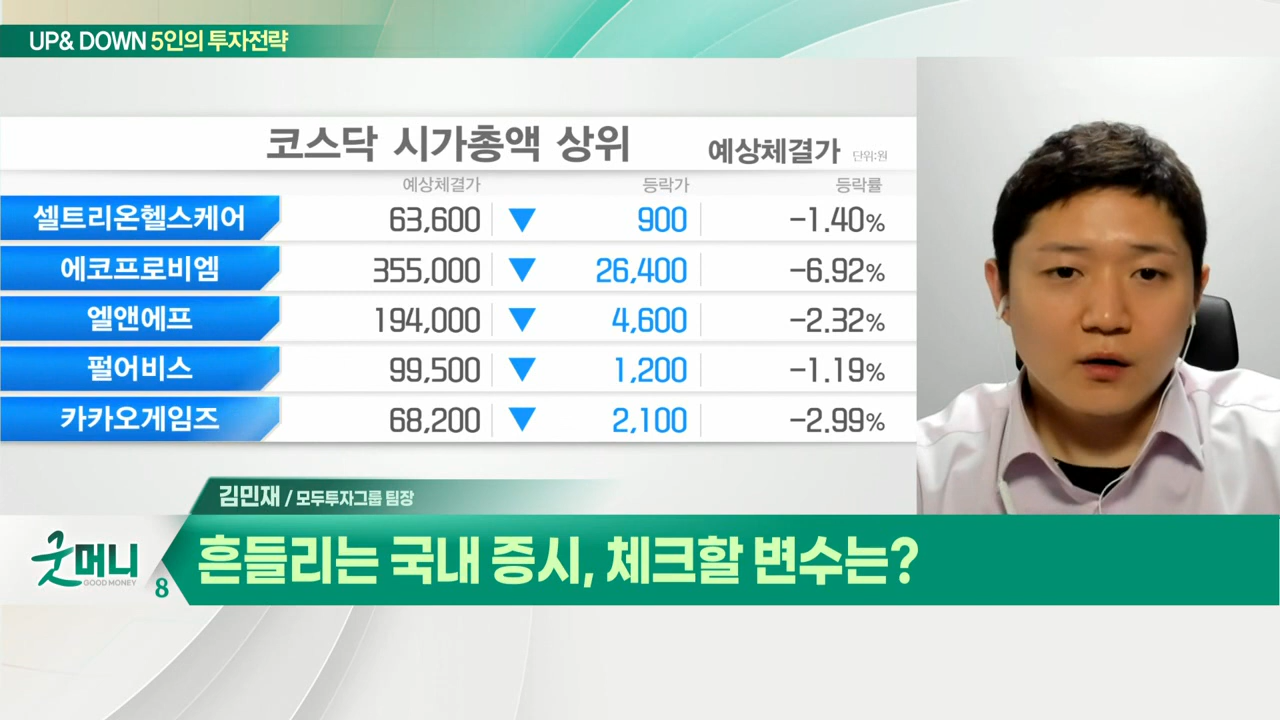 UP& DOWN 5인의 투자전략
코스닥 시가총액 상위 예상체결가 단위:원
예상체결가 등락가 등락률
셀트리온헬스케어 63,600 ▼ 900 -1.40%
에코프로비엠 355,000 ▼ 26,400 -6.92%
엘앤에프 194,000 ▼ 4,600 -2.32%
펄어비스 99,500 ▼ 1,200 -1.19%
카카오게임즈 68,200 ▼ 2,100 -2.99%
김민재 / 모두투자그룹 팀장
굿머니
GOOD MONEY
8
흔들리는 국내 증시, 체크할 변수는?